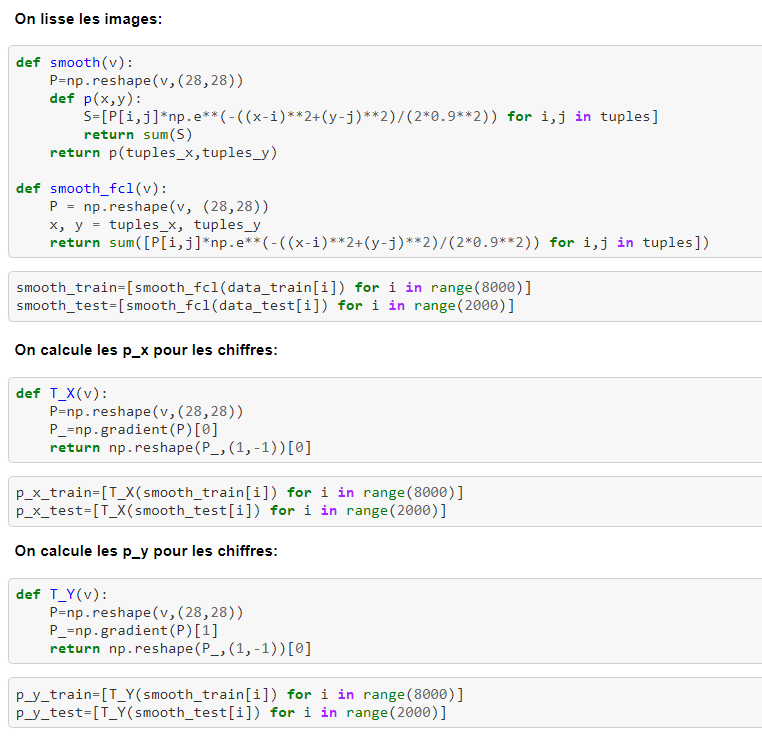 On lisse les images:
def smooth(v):
    P=np.reshape(v,(28,28))
    def p(x,y):
        S=[P[i,j]*np.e**(-((x-i)**2+(y-j)**2)/(2*0.9**2)) for i,j in tuples]
        return sum(S)
    return p(tuples_x,tuples_y)
def smooth_fcl(v):
    P = np.reshape(v, (28,28))
    x, y = tuples_x, tuples_y
    return sum([P[i,j]*np.e**(-((x-i)**2+(y-j)**2)/(2*0.9**2)) for i,j in tuples])
smooth_train=[smooth_fcl(data_train[i]) for i in range(8000)]
smooth_test=[smooth_fcl(data_test[i]) for i in range(2000)]
On calcule les p_x pour les chiffres:
def T_X(v):
    P=np.reshape(v,(28,28))
    P_=np.gradient(P)[0]
    return np.reshape(P_,(1,-1))[0]
p_x_train=[T_X(smooth_train[i]) for i in range(8000)]
p_x_test=[T_X(smooth_test[i]) for i in range(2000)]
On calcule les p_y pour les chiffres:
def T_Y(v):
    P=np.reshape(v,(28,28))
    P_=np.gradient(P)[1]
    return np.reshape(P_,(1,-1))[0]
p_y_train=[T_Y(smooth_train[i]) for i in range(8000)]
p_y_test=[T_Y(smooth_test[i]) for i in range(2000)]